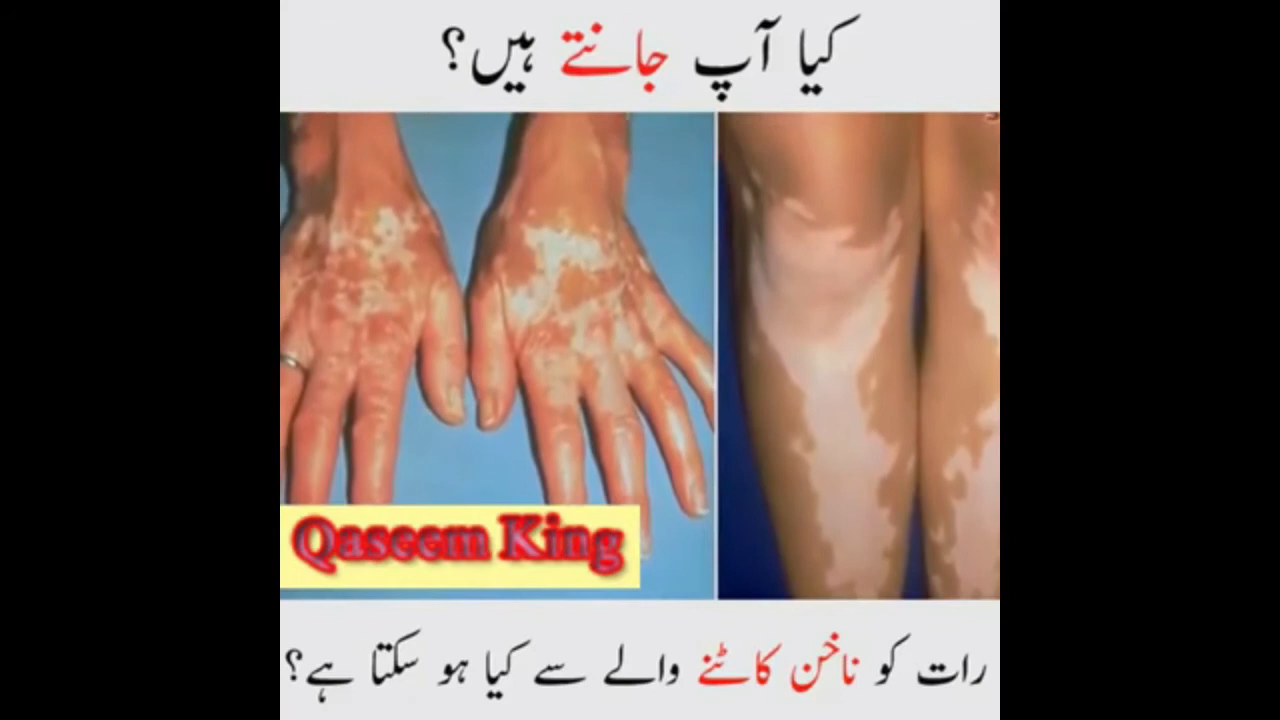 کیا آپ جانتے ہیں؟
Qaseem King
رات کو ناخن کاٹنے والے سے کیا ہو سکتا ہے؟